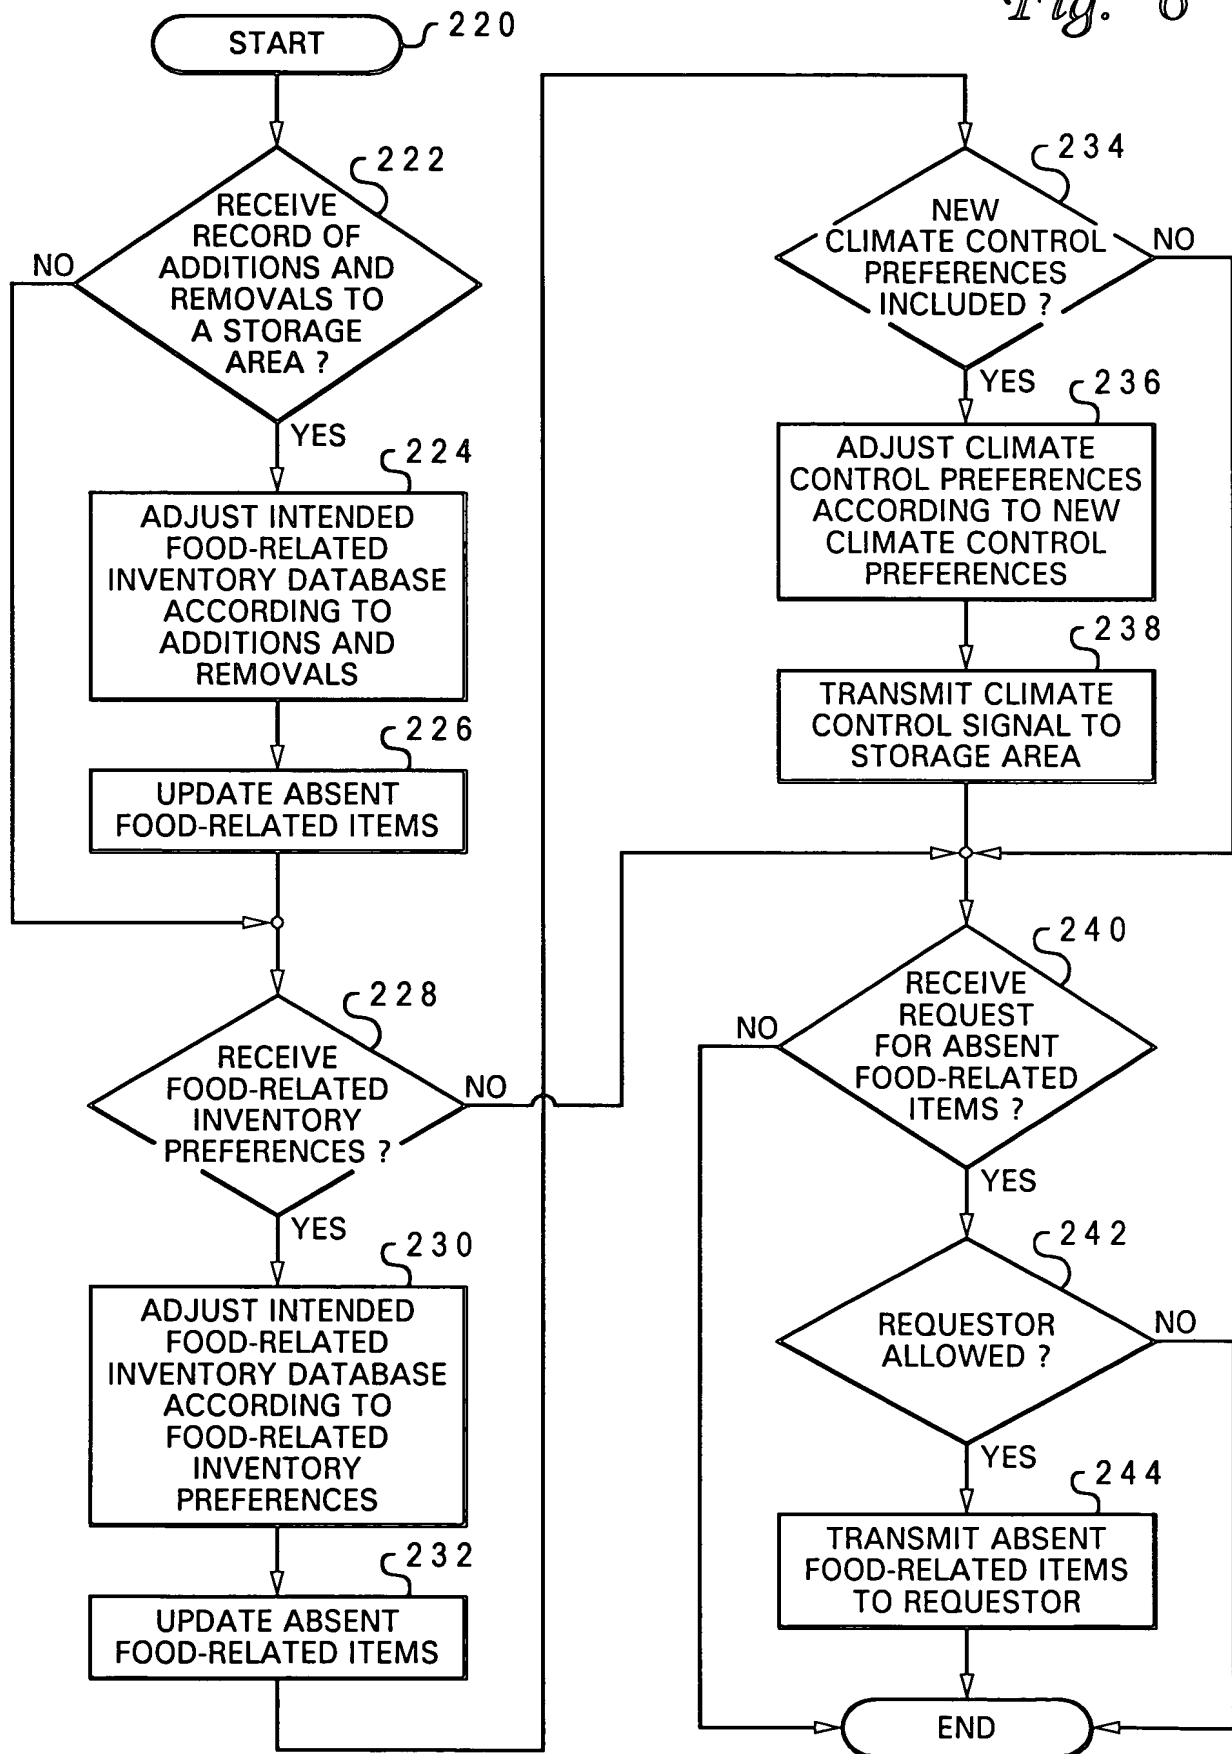 Fig. 6
START
220
222
RECEIVE
RECORD OF
ADDITIONS AND
REMOVALS TO
A STORAGE
AREA ?
NO
YES
224
ADJUST INTENDED
FOOD-RELATED
INVENTORY DATABASE
ACCORDING TO
ADDITIONS AND
REMOVALS
226
UPDATE ABSENT
FOOD-RELATED ITEMS
228
RECEIVE
FOOD-RELATED
INVENTORY
PREFERENCES ?
NO
YES
230
ADJUST INTENDED
FOOD-RELATED
INVENTORY DATABASE
ACCORDING TO
FOOD-RELATED
INVENTORY
PREFERENCES
232
UPDATE ABSENT
FOOD-RELATED ITEMS
234
NEW
CLIMATE CONTROL
PREFERENCES
INCLUDED ?
NO
YES
236
ADJUST CLIMATE
CONTROL PREFERENCES
ACCORDING TO NEW
CLIMATE CONTROL
PREFERENCES
238
TRANSMIT CLIMATE
CONTROL SIGNAL TO
STORAGE AREA
240
RECEIVE
REQUEST
FOR ABSENT
FOOD-RELATED
ITEMS ?
NO
YES
242
REQUESTOR
ALLOWED ?
NO
YES
244
TRANSMIT ABSENT
FOOD-RELATED ITEMS
TO REQUESTOR
END